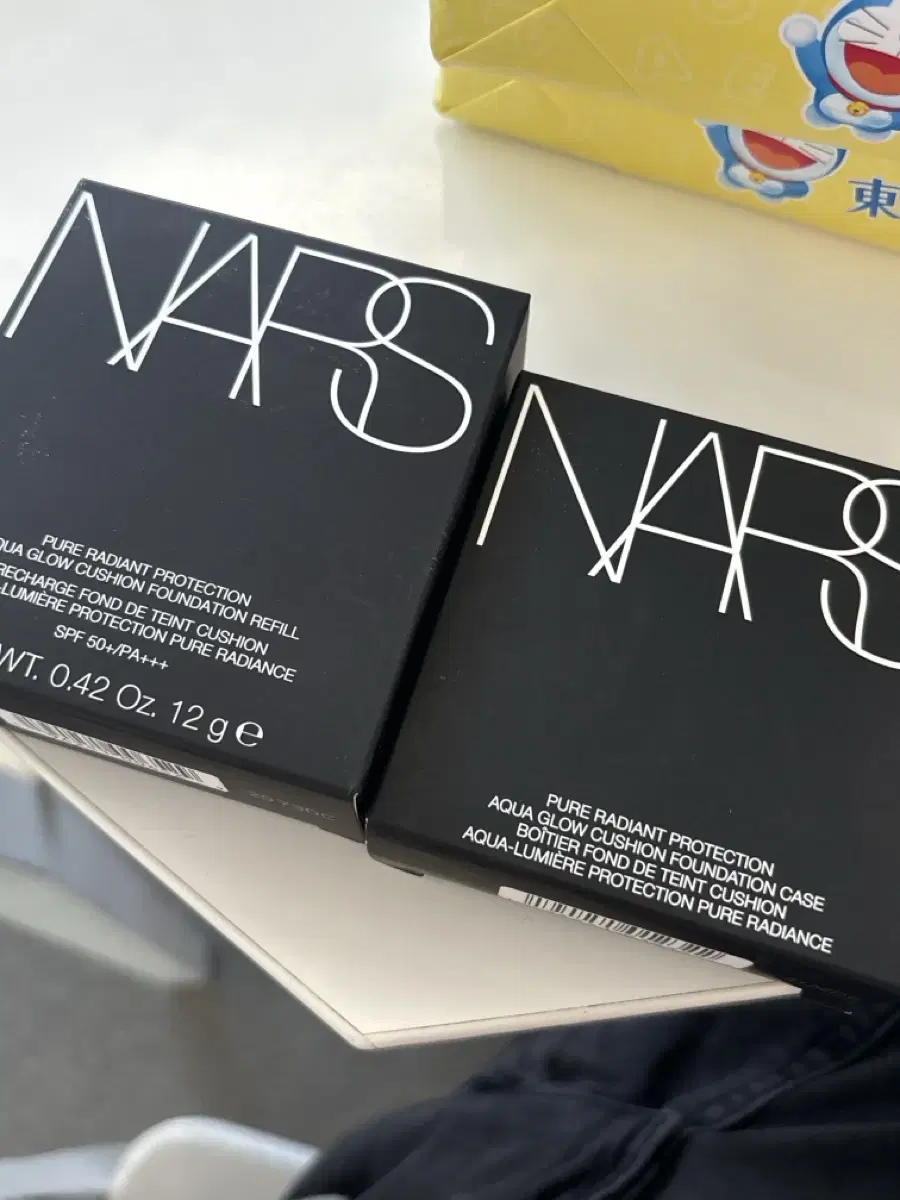 東
NARS
PURE RADIANT PROTECTION
AQUA GLOW CUSHION FOUNDATION REFILL
RECHARGE FOND DE TEINT CUSHION
-LUMIÈRE PROTECTION PURE RADIANCE
SPF 50+/PA+++
WT. 0.42 Oz. 12 g e
NARS
PURE RADIANT PROTECTION
AQUA GLOW CUSHION FOUNDATION CASE
BOÎTIER FOND DE TEINT CUSHION
AQUA-LUMIÈRE PROTECTION PURE RADIANCE